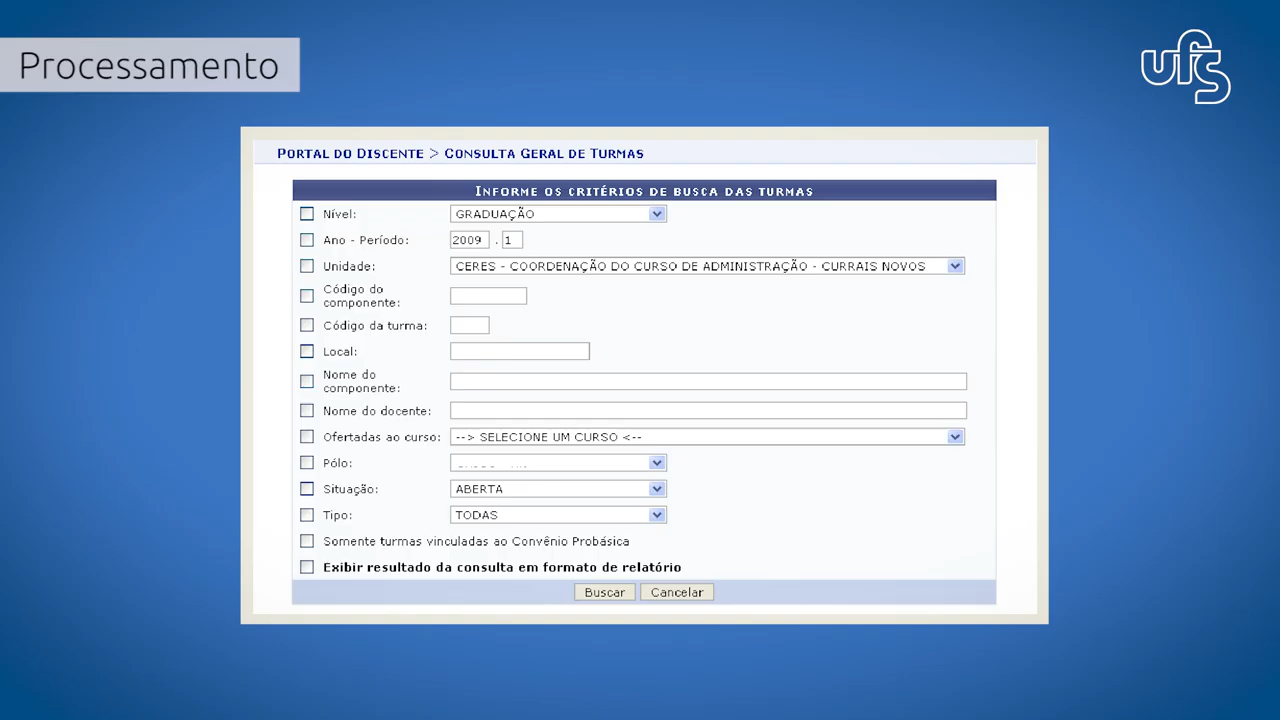 Processamento
ufs
PORTAL DO DISCENTE > CONSULTA GERAL DE TURMAS
INFORME OS CRITÉRIOS DE BUSCA DAS TURMAS
Nível: GRADUAÇÃO
Ano - Período: 2009 . 1
Unidade: CERES - COORDENAÇÃO DO CURSO DE ADMINISTRAÇÃO - CURRAIS NOVOS
Código do
componente:
Código da turma:
Local:
Nome do
componente:
Nome do docente:
Ofertadas ao curso: --> SELECIONE UM CURSO <--
Pólo:
Situação: ABERTA
Tipo: TODAS
Somente turmas vinculadas ao Convênio Probásica
Exibir resultado da consulta em formato de relatório
Buscar Cancelar